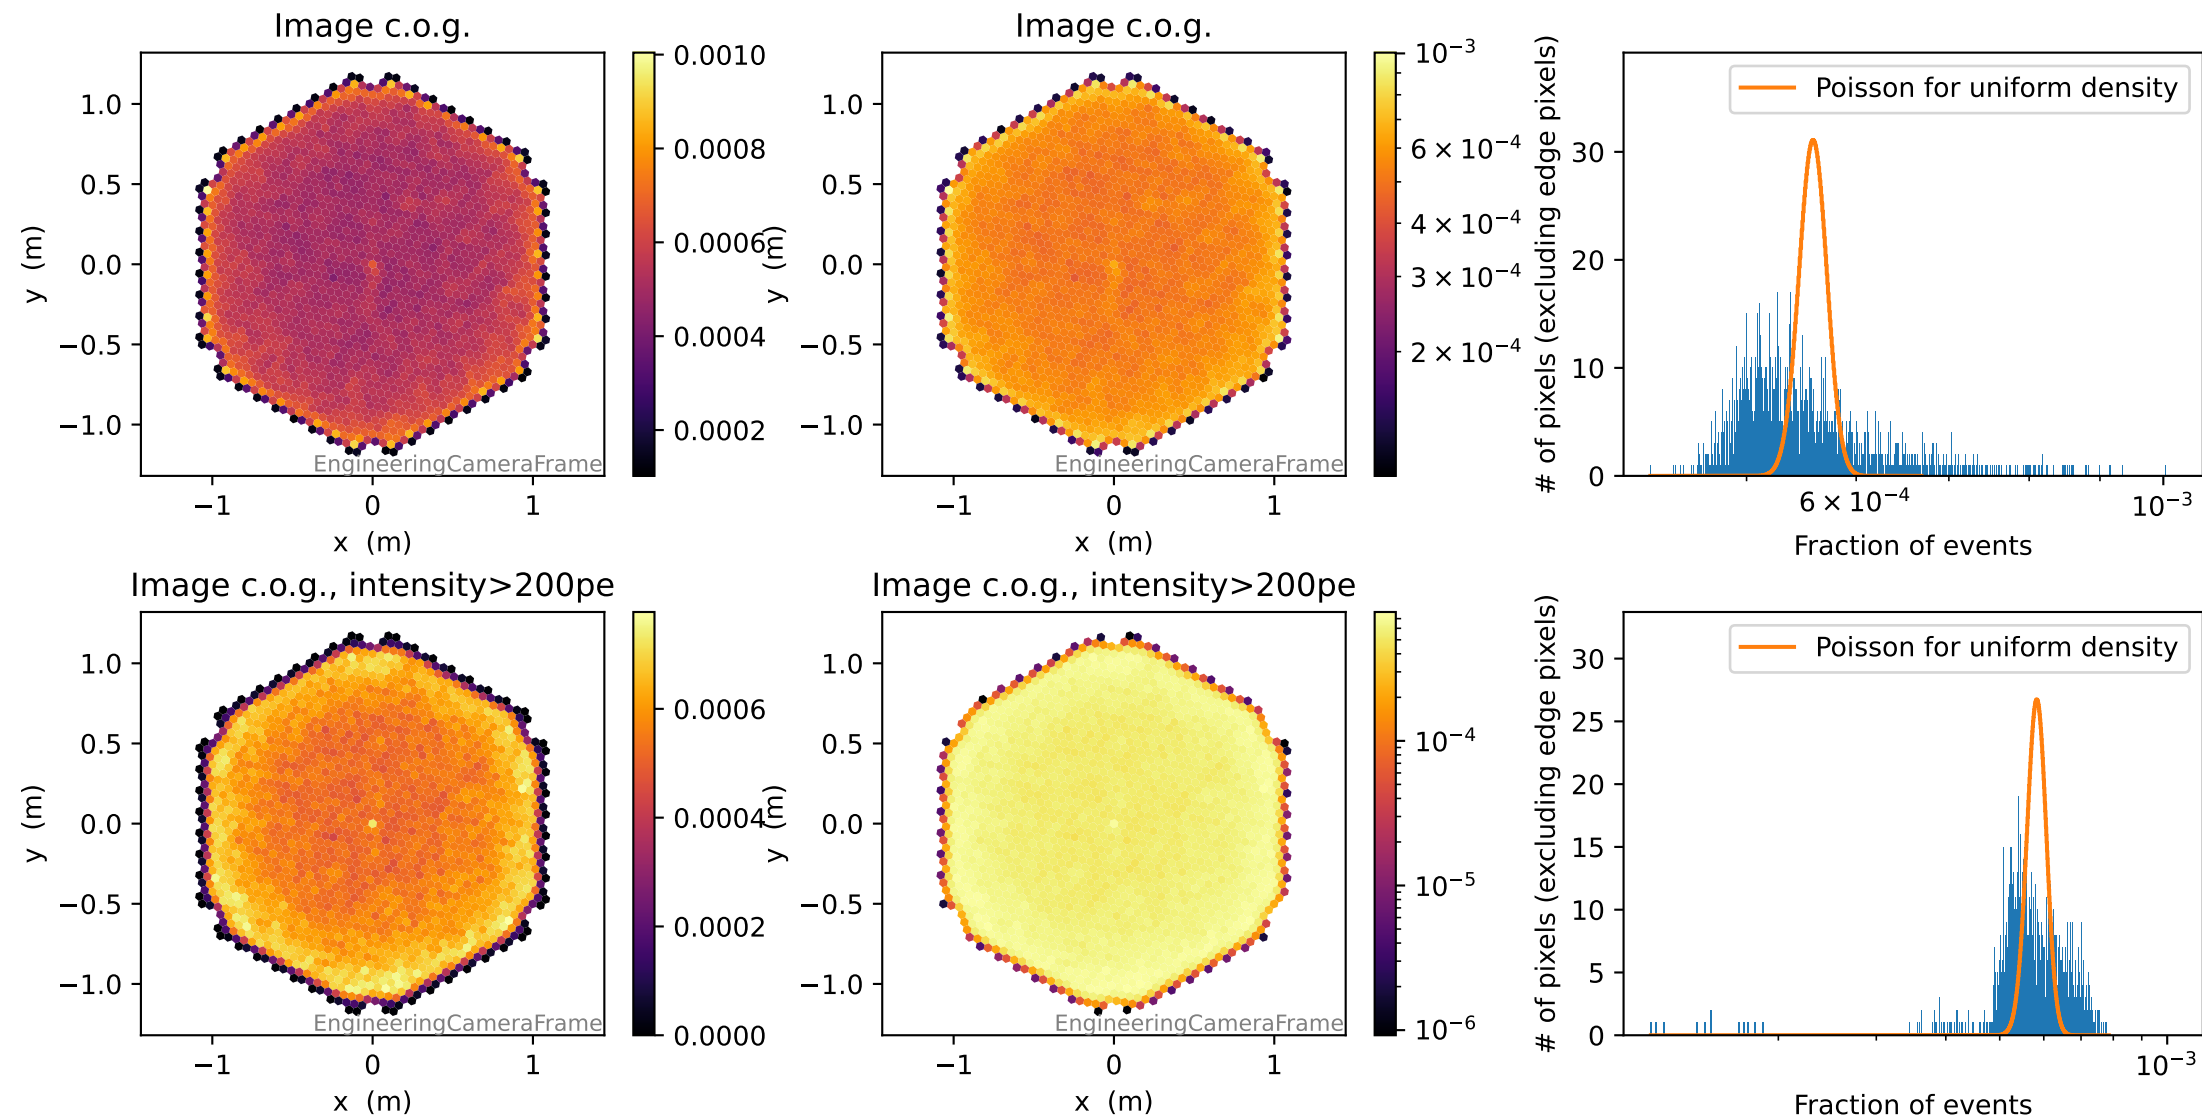 Image c.o.g.
1.0
0.5
0.0
−0.5
−1.0
y (m)
−1
0
1
x (m)
EngineeringCameraFrame
0.0010
0.0008
0.0006
0.0004
0.0002
Image c.o.g.
1.0
0.5
0.0
−0.5
−1.0
y (m)
−1
0
1
x (m)
EngineeringCameraFrame
10⁻³
6 × 10⁻⁴
4 × 10⁻⁴
3 × 10⁻⁴
2 × 10⁻⁴
# of pixels (excluding edge pixels)
30
20
10
0
Poisson for uniform density
6 × 10⁻⁴
10⁻³
Fraction of events
Image c.o.g., intensity>200pe
1.0
0.5
0.0
−0.5
−1.0
y (m)
−1
0
1
x (m)
EngineeringCameraFrame
0.0006
0.0004
0.0002
0.0000
Image c.o.g., intensity>200pe
1.0
0.5
0.0
−0.5
−1.0
y (m)
−1
0
1
x (m)
EngineeringCameraFrame
10⁻⁴
10⁻⁵
10⁻⁶
# of pixels (excluding edge pixels)
30
25
20
15
10
5
0
Poisson for uniform density
10⁻³
Fraction of events